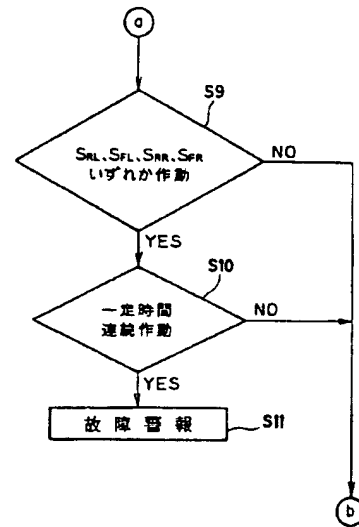 a
S9
SRL、SFL、SRR、SFR
いずれか作動
NO
YES
S10
一定時間
連続作動
NO
YES
故障警報
S11
b